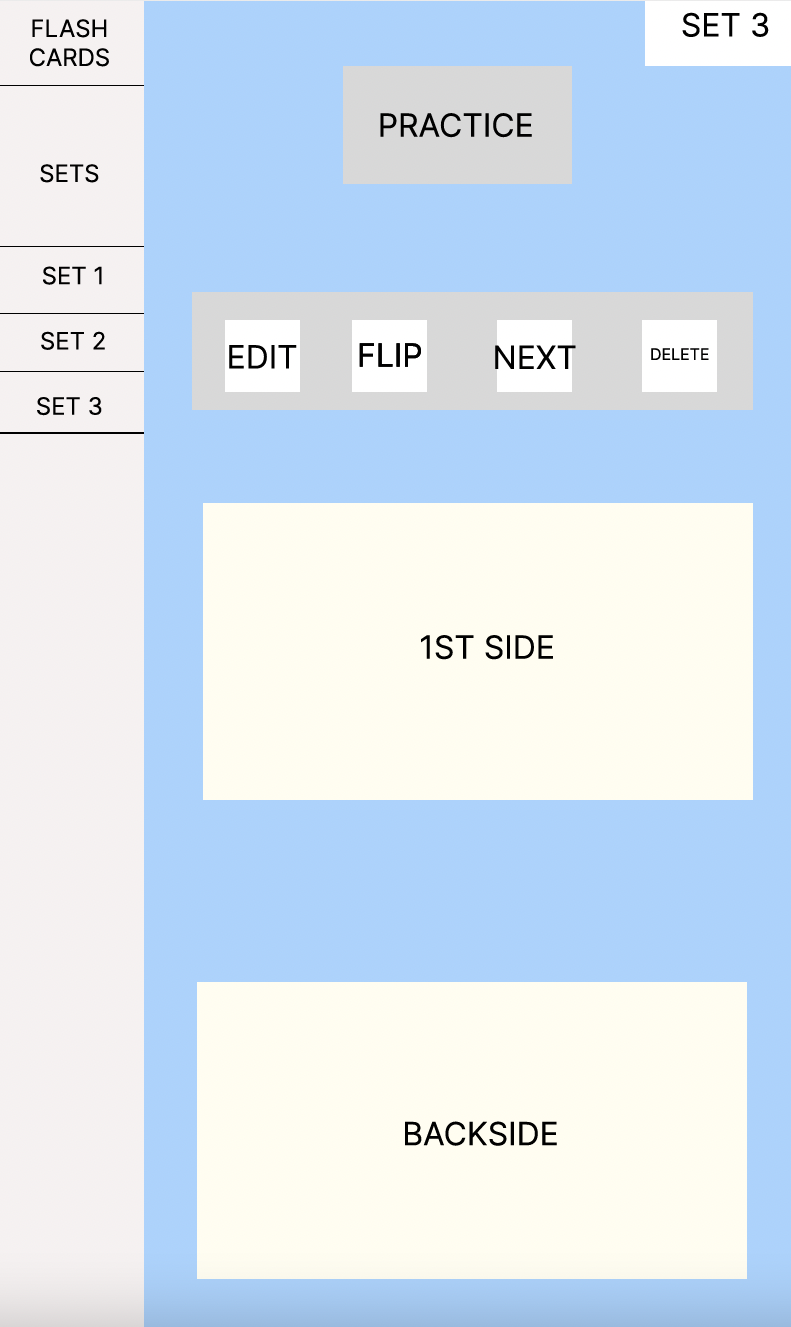 FLASH
CARDS
SETS
SET 1
SET 2
SET 3
SET 3
PRACTICE
EDIT
FLIP
NEXT
DELETE
1ST SIDE
BACKSIDE